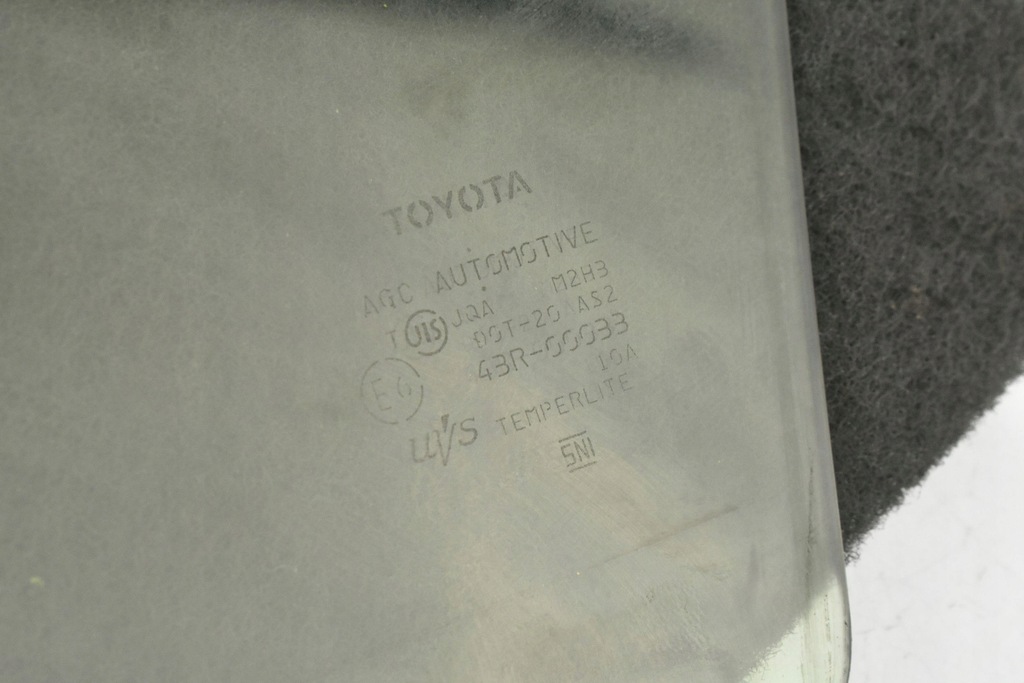 TOYOTA
AGC AUTOMOTIVE
T JIS JQA M2H3
DOT-20 AS2
E6 43R-00033
10A
UVS TEMPERLITE
SNI